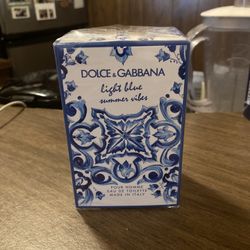 DOLCE & GABBANA
light blue
summer vibes
POUR HOMME
EAU DE TOILETTE
MADE IN ITALY